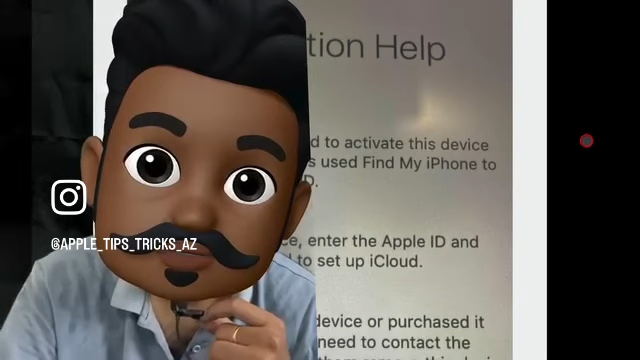 tion Help
d to activate this device
s used Find My iPhone to
D.
@APPLE_TIPS_TRICKS_AZ
ce, enter the Apple ID and
to set up iCloud.
device or purchased it
need to contact the